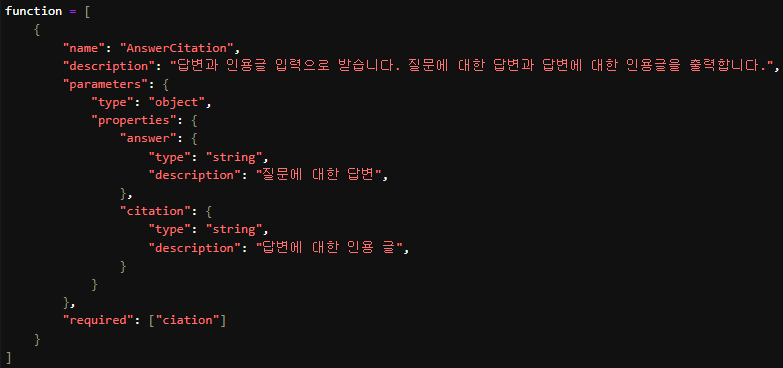 function = [
    {
        "name": "AnswerCitation",
        "description": "답변과 인용글 입력으로 받습니다. 질문에 대한 답변과 답변에 대한 인용글을 출력합니다.",
        "parameters": {
            "type": "object",
            "properties": {
                "answer": {
                    "type": "string",
                    "description": "질문에 대한 답변",
                },
                "citation": {
                    "type": "string",
                    "description": "답변에 대한 인용 글",
                }
            }
        },
        "required": ["ciation"]
    }
]